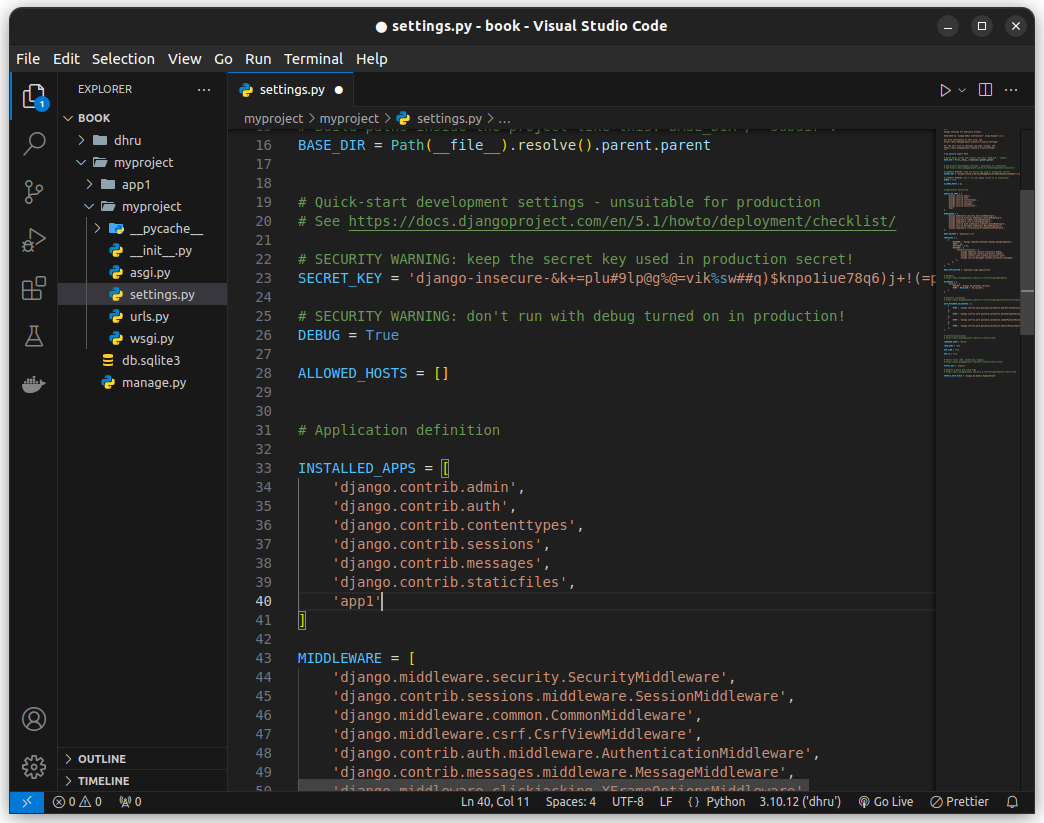 settings.py - book - Visual Studio Code
File Edit Selection View Go Run Terminal Help
1
EXPLORER
BOOK
dhru
myproject
app1
myproject
__pycache__
__init__.py
asgi.py
settings.py
urls.py
wsgi.py
db.sqlite3
manage.py
OUTLINE
TIMELINE
settings.py
myproject > myproject > settings.py > ...
16 BASE_DIR = Path(__file__).resolve().parent.parent
17
18
19 # Quick-start development settings - unsuitable for production
20 # See https://docs.djangoproject.com/en/5.1/howto/deployment/checklist/
21
22 # SECURITY WARNING: keep the secret key used in production secret!
23 SECRET_KEY = 'django-insecure-&k+=plu#9lp@g%@=vik%sw##q)$knpo1iue78q6)j+!(=p
24
25 # SECURITY WARNING: don't run with debug turned on in production!
26 DEBUG = True
27
28 ALLOWED_HOSTS = []
29
30
31 # Application definition
32
33 INSTALLED_APPS = [
34 'django.contrib.admin',
35 'django.contrib.auth',
36 'django.contrib.contenttypes',
37 'django.contrib.sessions',
38 'django.contrib.messages',
39 'django.contrib.staticfiles',
40 'app1'
41 ]
42
43 MIDDLEWARE = [
44 'django.middleware.security.SecurityMiddleware',
45 'django.contrib.sessions.middleware.SessionMiddleware',
46 'django.middleware.common.CommonMiddleware',
47 'django.middleware.csrf.CsrfViewMiddleware',
48 'django.contrib.auth.middleware.AuthenticationMiddleware',
49 'django.contrib.messages.middleware.MessageMiddleware',
50 'django.middleware.clickjacking.XFrameOptionsMiddleware'
0 0 0 Ln 40, Col 11 Spaces: 4 UTF-8 LF {} Python 3.10.12 ('dhru') Go Live Prettier